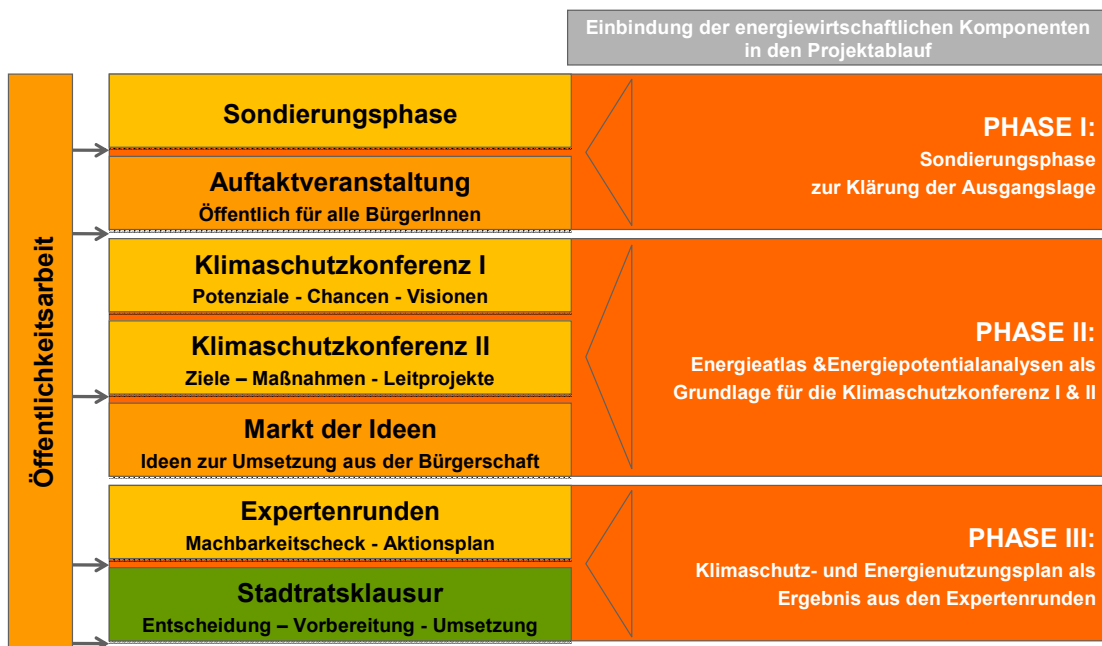 Einbindung der energiewirtschaftlichen Komponenten
in den Projektablauf
Öffentlichkeitsarbeit
Sondierungsphase
Auftaktveranstaltung
Öffentlich für alle BürgerInnen
PHASE I:
Sondierungsphase
zur Klärung der Ausgangslage
Klimaschutzkonferenz I
Potenziale - Chancen - Visionen
Klimaschutzkonferenz II
Ziele – Maßnahmen - Leitprojekte
Markt der Ideen
Ideen zur Umsetzung aus der Bürgerschaft
PHASE II:
Energieatlas &Energiepotentialanalysen als
Grundlage für die Klimaschutzkonferenz I & II
Expertenrunden
Machbarkeitscheck - Aktionsplan
Stadtratsklausur
Entscheidung – Vorbereitung - Umsetzung
PHASE III:
Klimaschutz- und Energienutzungsplan als
Ergebnis aus den Expertenrunden